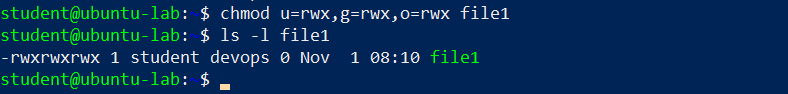 student@ubuntu-lab:~$ chmod u=rwx,g=rwx,o=rwx file1
student@ubuntu-lab:~$ ls -l file1
-rwxrwxrwx 1 student devops 0 Nov  1 08:10 file1
student@ubuntu-lab:~$